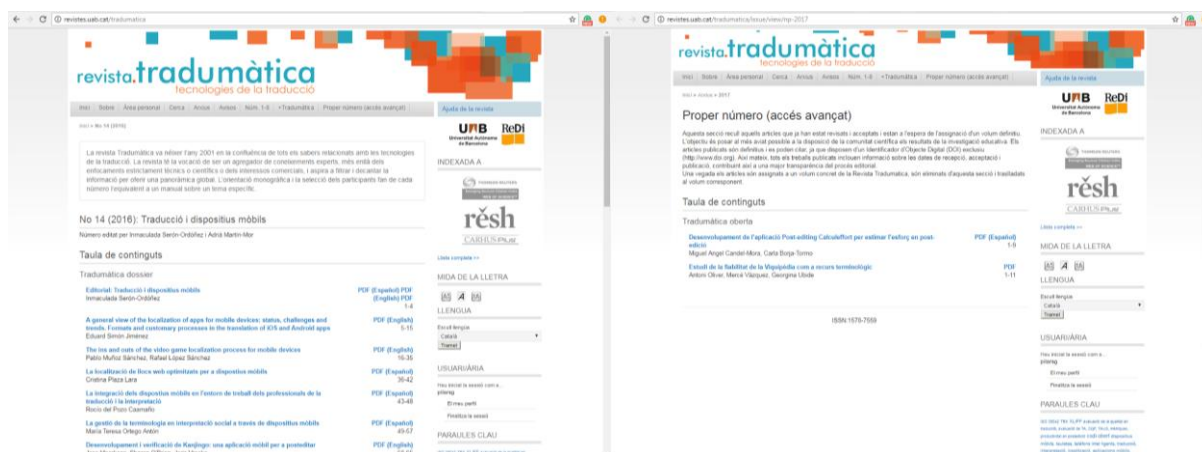 revistes.uab.cat/tradumatica
revista.tradumàtica
tecnologies de la traducció
Inici Sobre Àrea personal Cerca Arxius Avisos Núm. 1-8 +Tradumàtica Proper número (accés avançat)
Inici > No 14 (2016)
La revista Tradumàtica va néixer l'any 2001 en la confluència de tots els sabers relacionats amb les tecnologies
de la traducció. La revista té la vocació de ser un agregador de coneixements experts, més enllà dels
enfocaments estrictament tècnics o científics o dels interessos comercials, i aspira a filtrar i decantar la
informació per oferir una panoràmica global. L'orientació monogràfica i la selecció dels participants fan de cada
número l'equivalent a un manual sobre un tema específic.
No 14 (2016): Traducció i dispositius mòbils
Número editat per Inmaculada Serón-Ordóñez i Adrià Martín-Mor
Taula de continguts
Tradumàtica dossier
Editorial: Traducció i dispositius mòbils PDF (Español) PDF
Inmaculada Serón-Ordóñez (English) PDF
1-4
A general view of the localization of apps for mobile devices: status, challenges and PDF (English)
trends. Formats and customary processes in the translation of iOS and Android apps 5-15
Eduard Simón Jiménez
The ins and outs of the video game localization process for mobile devices PDF (English)
Pablo Muñoz Sánchez, Rafael López Sánchez 16-35
La localització de llocs web optimitzats per a dispositius mòbils PDF (Español)
Cristina Plaza Lara 36-42
La integració dels dispositius mòbils en l'entorn de treball dels professionals de la PDF (Español)
traducció i la interpretació 43-48
Rocío del Pozo Caamaño
La gestió de la terminologia en interpretació social a través de dispositius mòbils PDF (Español)
María Teresa Ortego Antón 49-57
Desenvolupament i verificació de Kanjingo: una aplicació mòbil per a posteditar PDF (English)
Ajuda de la revista
UAB
Universitat Autònoma
de Barcelona
ReDi
INDEXADA A
THOMSON REUTERS
rěsh
CARHUS Plus
Llista completa >>
MIDA DE LA LLETRA
A A A
LLENGUA
Escull llengua
Català
Tramet
USUARI/ÀRIA
Heu iniciat la sessió com a...
pilarsg
El meu perfil
Finalitza la sessió
PARAULES CLAU
revistes.uab.cat/tradumatica/issue/view/np-2017
revista.tradumàtica
tecnologies de la traducció
Inici Sobre Àrea personal Cerca Arxius Avisos Núm. 1-8 +Tradumàtica Proper número (accés avançat)
Inici > Arxius > 2017
Proper número (accés avançat)
Aquesta secció recull aquells articles que ja han estat revisats i acceptats i estan a l'espera de l'assignació d'un volum definitiu.
L'objectiu és posar al més aviat possible a la disposició de la comunitat científica els resultats de la investigació educativa. Els
articles publicats són definitius i es poden citar, ja que disposen d'un Identificador d'Objecte Digital (DOI) exclusiu
(http://www.doi.org). Així mateix, tots els treballs publicats inclouen informació sobre les dates de recepció, acceptació i
publicació, contribuint així a una major transparència del procés editorial.
Una vegada els articles són assignats a un volum concret de la Revista Tradumàtica, són eliminats d'aquesta secció i traslladats
al volum corresponent.
Taula de continguts
Tradumàtica oberta
Desenvolupament de l'aplicació Post-editing Calculeffort per estimar l'esforç en post- PDF (Español)
edició 1-9
Miguel Angel Candel-Mora, Carla Borja-Tormo
Estudi de la fiabilitat de la Viquipèdia com a recurs terminològic PDF
Antoni Oliver, Mercè Vàzquez, Georgina Ubide 1-11
ISSN:1578-7559
Ajuda de la revista
UAB
Universitat Autònoma
de Barcelona
ReDi
INDEXADA A
THOMSON REUTERS
rěsh
CARHUS Plus
Llista completa >>
MIDA DE LA LLETRA
A A A
LLENGUA
Escull llengua
Català
Tramet
USUARI/ÀRIA
Heu iniciat la sessió com a...
pilarsg
El meu perfil
Finalitza la sessió
PARAULES CLAU